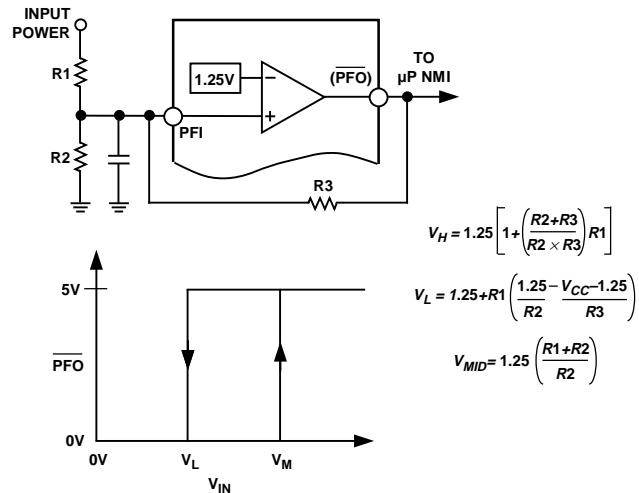 INPUT
POWER
R1
R2
1.25V
−
+
PFI
(PFO)
TO
µP NMI
R3
V_H = 1.25 [1+((R2+R3)/(R2 × R3)) R1]
V_L = 1.25+R1 (1.25/R2 − (V_CC–1.25)/R3)
V_MID = 1.25 ((R1+R2)/R2)
5V
PFO
0V
0V
V_L
V_M
V_IN